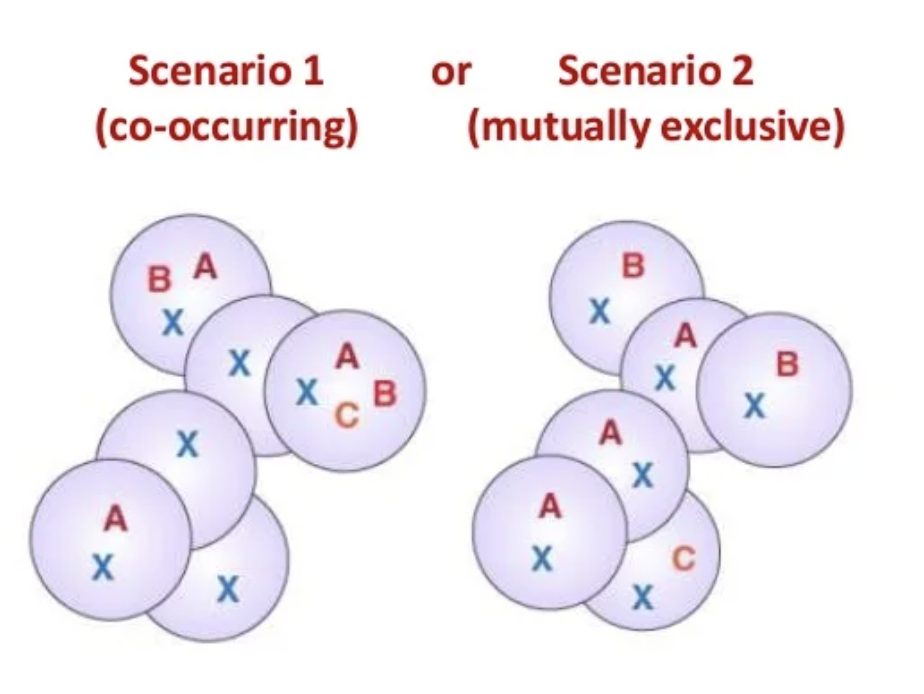 Scenario 1 or Scenario 2
(co-occurring) (mutually exclusive)
B A
X
X
A
X B
C
X
A
X
X
B
X
A
X
B
X
A
X
A
X
C
X